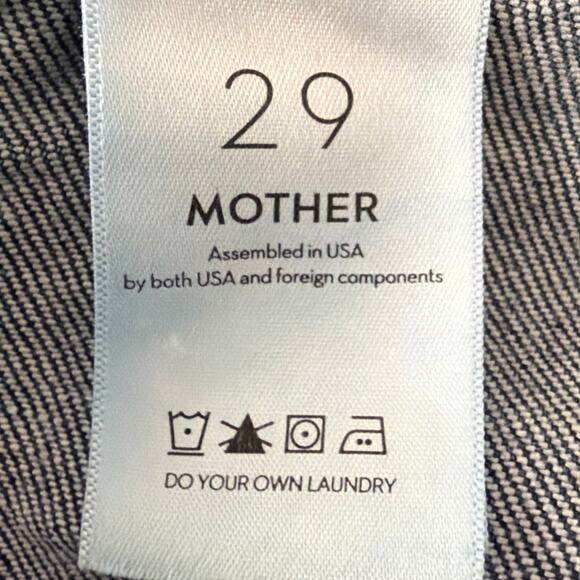 29
MOTHER
Assembled in USA
by both USA and foreign components
DO YOUR OWN LAUNDRY